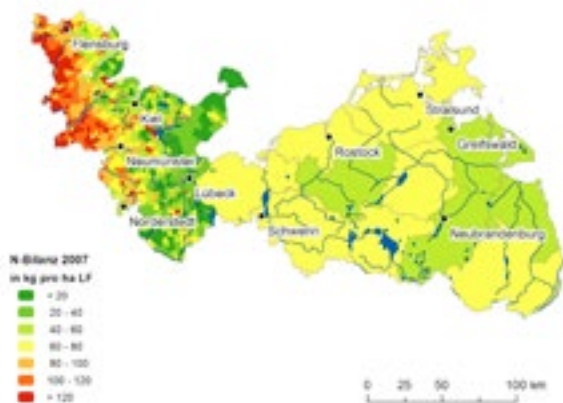 Flensburg
Kiel
Neumünster
Norderstedt
Lübeck
Schwerin
Rostock
Stralsund
Greifswald
Neubrandenburg
N-Bilanz 2007
in kg pro ha LF
< 20
20 - 40
40 - 60
60 - 80
80 - 100
100 - 120
> 120
0 25 50 100 km